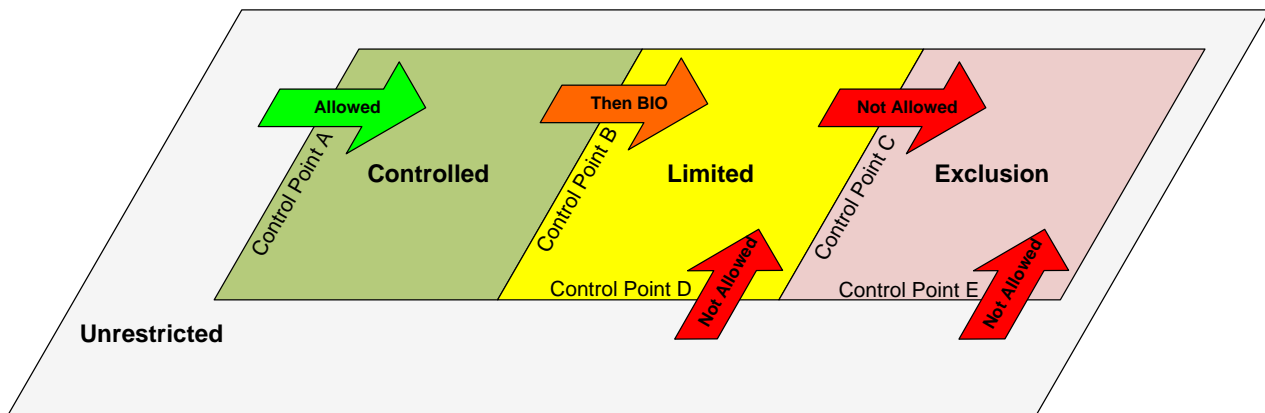 Allowed
Then BIO
Not Allowed
Control Point A
Control Point B
Control Point C
Controlled
Limited
Exclusion
Not Allowed
Not Allowed
Control Point D
Control Point E
Unrestricted